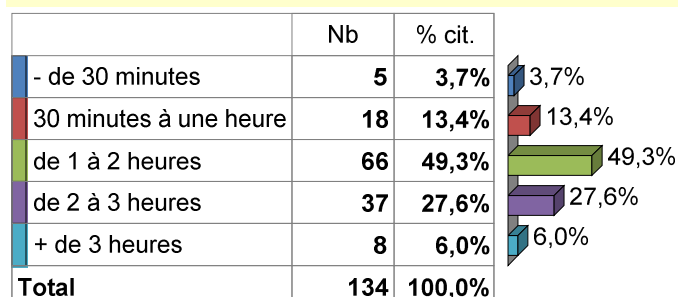 Nb % cit.
- de 30 minutes 5 3,7% 3,7%
30 minutes à une heure 18 13,4% 13,4%
de 1 à 2 heures 66 49,3% 49,3%
de 2 à 3 heures 37 27,6% 27,6%
+ de 3 heures 8 6,0% 6,0%
Total 134 100,0%